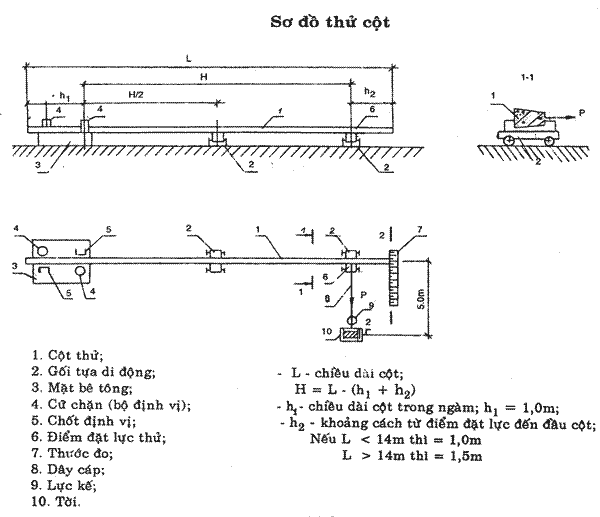 Sơ đồ thử cột
L
H
H/2
h1
h2
4
4
1
6
3
2
2
1-1
1
P
2
4
5
2
1
1
2
2
7
3
5
4
1
6
8
P
9
10
2
5.0m
1. Cột thử;
2. Gối tựa di động;
3. Mặt bê tông;
4. Cữ chặn (bộ định vị);
5. Chốt định vị;
6. Điểm đặt lực thử;
7. Thước đo;
8. Dây cáp;
9. Lực kế;
10. Tời.
- L - chiều dài cột;
H = L - (h1 + h2)
- h1- chiều dài cột trong ngàm; h1 = 1,0m;
- h2 - khoảng cách từ điểm đặt lực đến đầu cột;
Nếu L < 14m thì = 1,0m
L > 14m thì = 1,5m